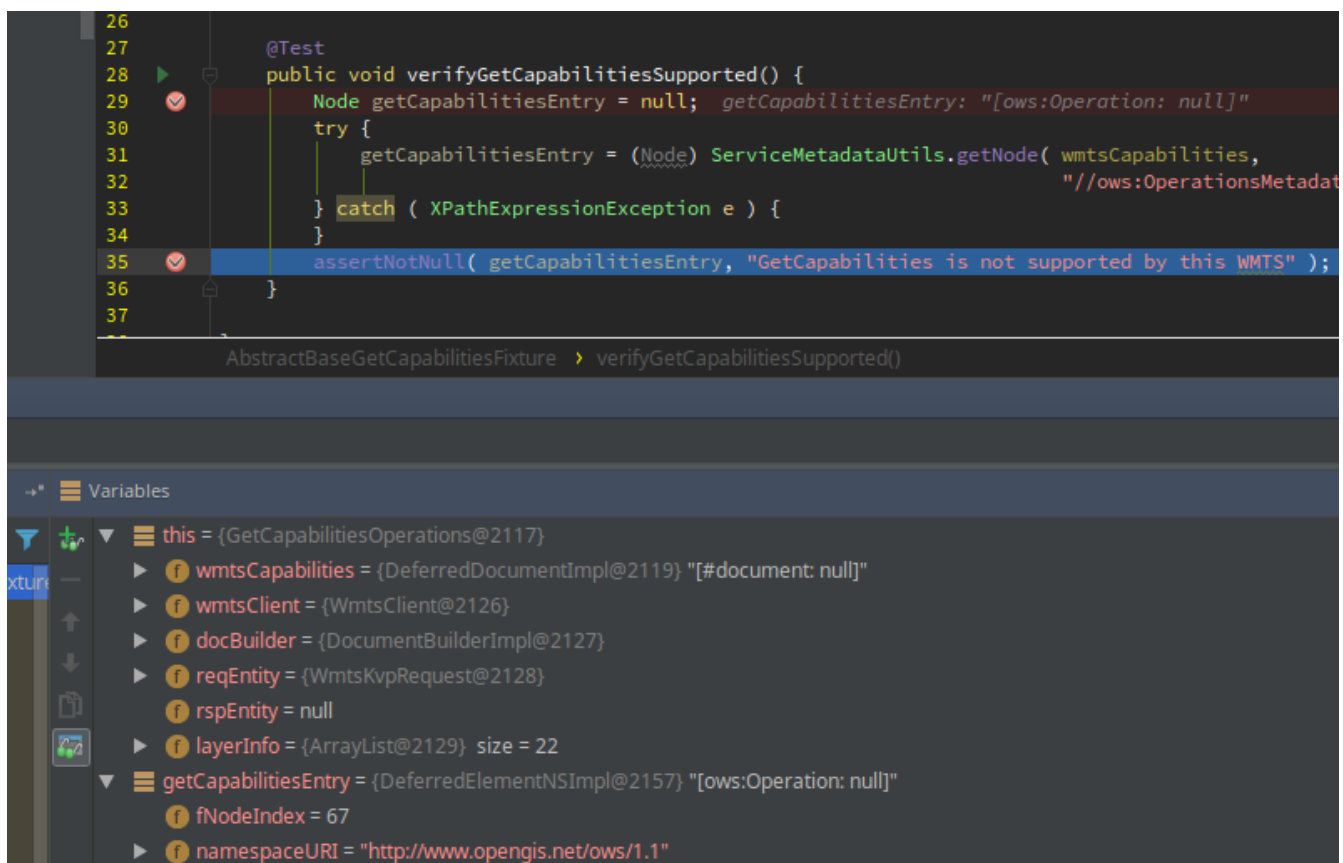 26
27 @Test
28 public void verifyGetCapabilitiesSupported() {
29 Node getCapabilitiesEntry = null; getCapabilitiesEntry: "[ows:Operation: null]"
30 try {
31 getCapabilitiesEntry = (Node) ServiceMetadataUtils.getNode( wmtsCapabilities,
32 "//ows:OperationsMetadat
33 } catch ( XPathExpressionException e ) {
34 }
35 assertNotNull( getCapabilitiesEntry, "GetCapabilities is not supported by this WMTS" );
36 }
37
AbstractBaseGetCapabilitiesFixture › verifyGetCapabilitiesSupported()
Variables
this = {GetCapabilitiesOperations@2117}
f wmtsCapabilities = {DeferredDocumentImpl@2119} "[#document: null]"
xture
f wmtsClient = {WmtsClient@2126}
f docBuilder = {DocumentBuilderImpl@2127}
f reqEntity = {WmtsKvpRequest@2128}
f rspEntity = null
f layerInfo = {ArrayList@2129} size = 22
getCapabilitiesEntry = {DeferredElementNSImpl@2157} "[ows:Operation: null]"
f fNodeIndex = 67
f namespaceURI = "http://www.opengis.net/ows/1.1"